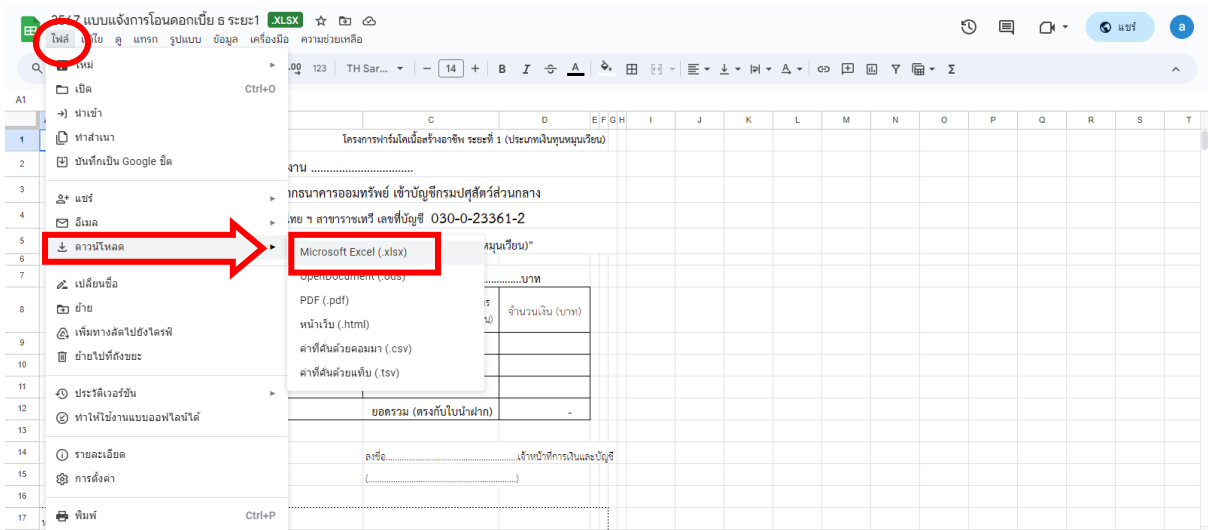 2567 แบบแจ้งการโอนดอกเบี้ย ธ ระยะ1 .XLSX
แชร์
a
ไฟล์ แก้ไข ดู แทรก รูปแบบ ข้อมูล เครื่องมือ ความช่วยเหลือ
.00 123 TH Sar... − 14 + B I A
A1
C D E F G H I J K L M N O P Q R S T
ใหม่
เปิด Ctrl+O
นำเข้า
ทำสำเนา
บันทึกเป็น Google ชีต
แชร์
อีเมล
ดาวน์โหลด
เปลี่ยนชื่อ
ย้าย
เพิ่มทางลัดไปยังไดรฟ์
ย้ายไปที่ถังขยะ
ประวัติเวอร์ชัน
ทำให้ใช้งานแบบออฟไลน์ได้
รายละเอียด
การตั้งค่า
พิมพ์ Ctrl+P
Microsoft Excel (.xlsx)
OpenDocument (.ods)
PDF (.pdf)
หน้าเว็บ (.html)
ค่าที่คั่นด้วยคอมมา (.csv)
ค่าที่คั่นด้วยแท็บ (.tsv)
1 โครงการฟาร์มโคเนื้อสร้างอาชีพ ระยะที่ 1 (ประเภทเงินทุนหมุนเวียน)
2 งาน ................................
3 ากธนาคารออมทรัพย์ เข้าบัญชีกรมปศุสัตว์ส่วนกลาง
4 ไทย ฯ สาขาราชเทวี เลขที่บัญชี 030-0-23361-2
5 หมุนเวียน)"
6
7 ............บาท
8 จำนวนเงิน (บาท)
9
10
11
12 ยอดรวม (ตรงกับใบนำฝาก) -
13
14 ลงชื่อ............................................................เจ้าหน้าที่การเงินและบัญชี
15 (............................................................)
16
17